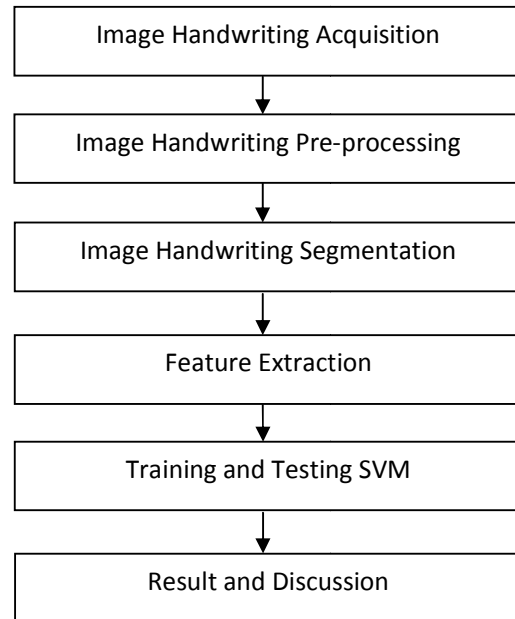 Image Handwriting Acquisition
Image Handwriting Pre-processing
Image Handwriting Segmentation
Feature Extraction
Training and Testing SVM
Result and Discussion